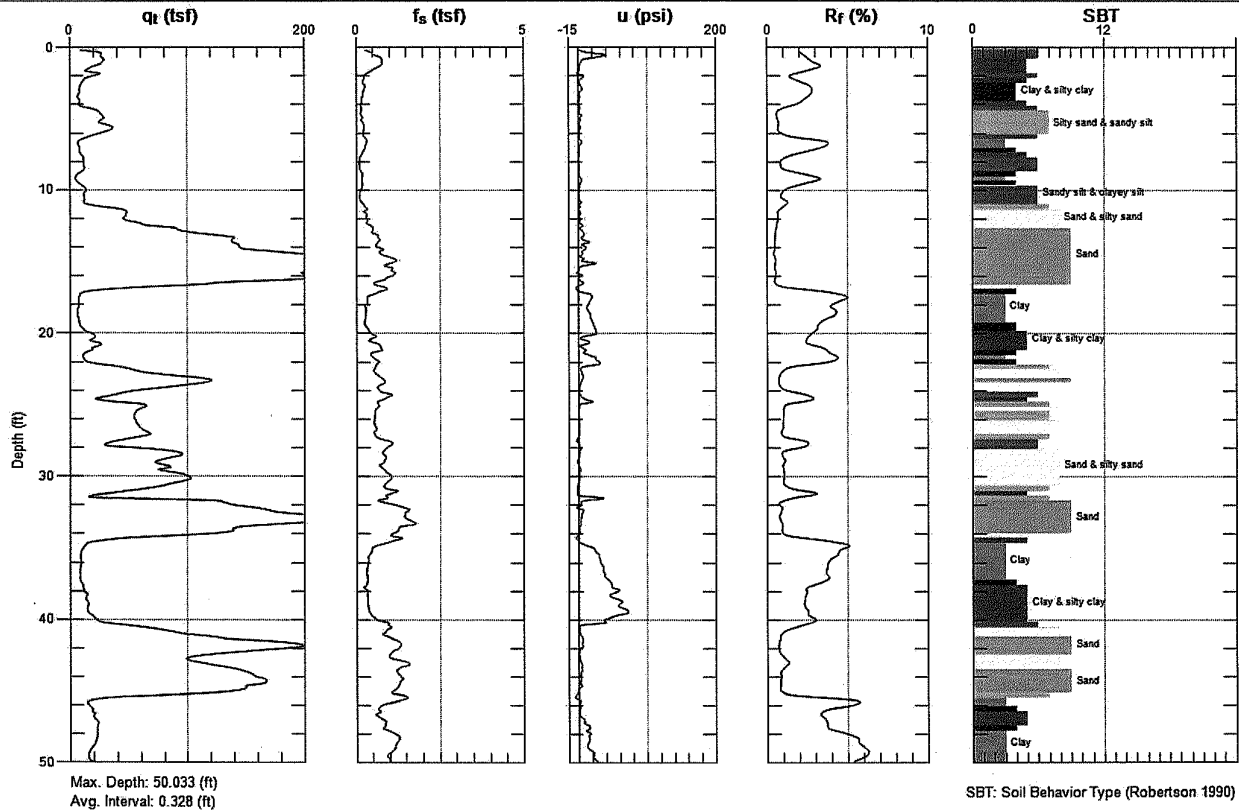 qt (tsf) fs (tsf) u (psi) Rf (%) SBT
0 200 0 5 -15 200 0 10 0 12
0
Clay & silty clay
Silty sand & sandy silt
10
Sandy silt & clayey silt
Sand & silty sand
Sand
Clay
20
Clay & silty clay
Depth (ft)
Sand & silty sand
30
Sand
Clay
Clay & silty clay
40
Sand
Sand
Clay
50
Max. Depth: 50.033 (ft)
Avg. Interval: 0.328 (ft)
SBT: Soil Behavior Type (Robertson 1990)